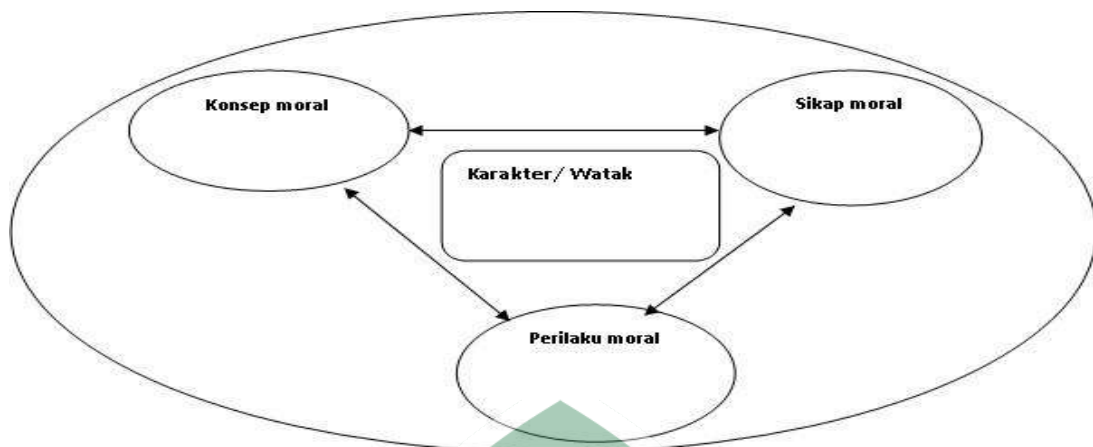 Konsep moral
Sikap moral
Karakter/ Watak
Perilaku moral